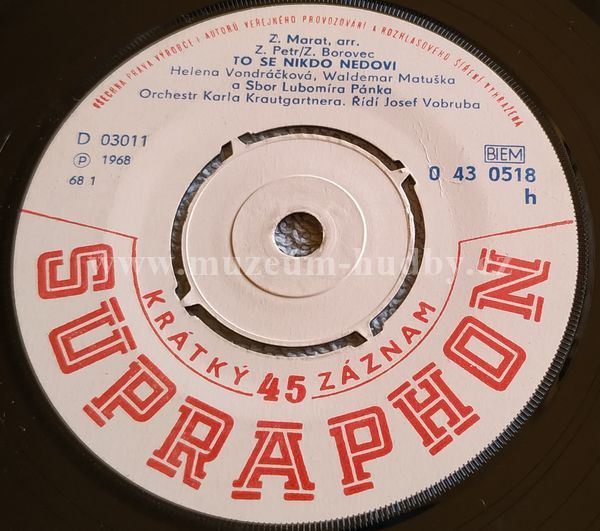 VŠECHNA PRÁVA VÝROBCE I AUTORŮ VEŘEJNÉHO PROVOZOVÁNÍ A ROZHLASOVÉHO ŠÍŘENÍ VYHRAZENA
Z. Marat, arr.
Z. Petr/Z. Borovec
TO SE NIKDO NEDOVÍ
Helena Vondráčková, Waldemar Matuška
a Sbor Lubomíra Pánka
Orchestr Karla Krautgartnera. Řídí Josef Vobruba
D 03011
Ⓟ 1968
68 1
BIEM
0 43 0518
h
www.muzeum-hudby.cz
KRÁTKÝ 45 ZÁZNAM
SUPRAPHON